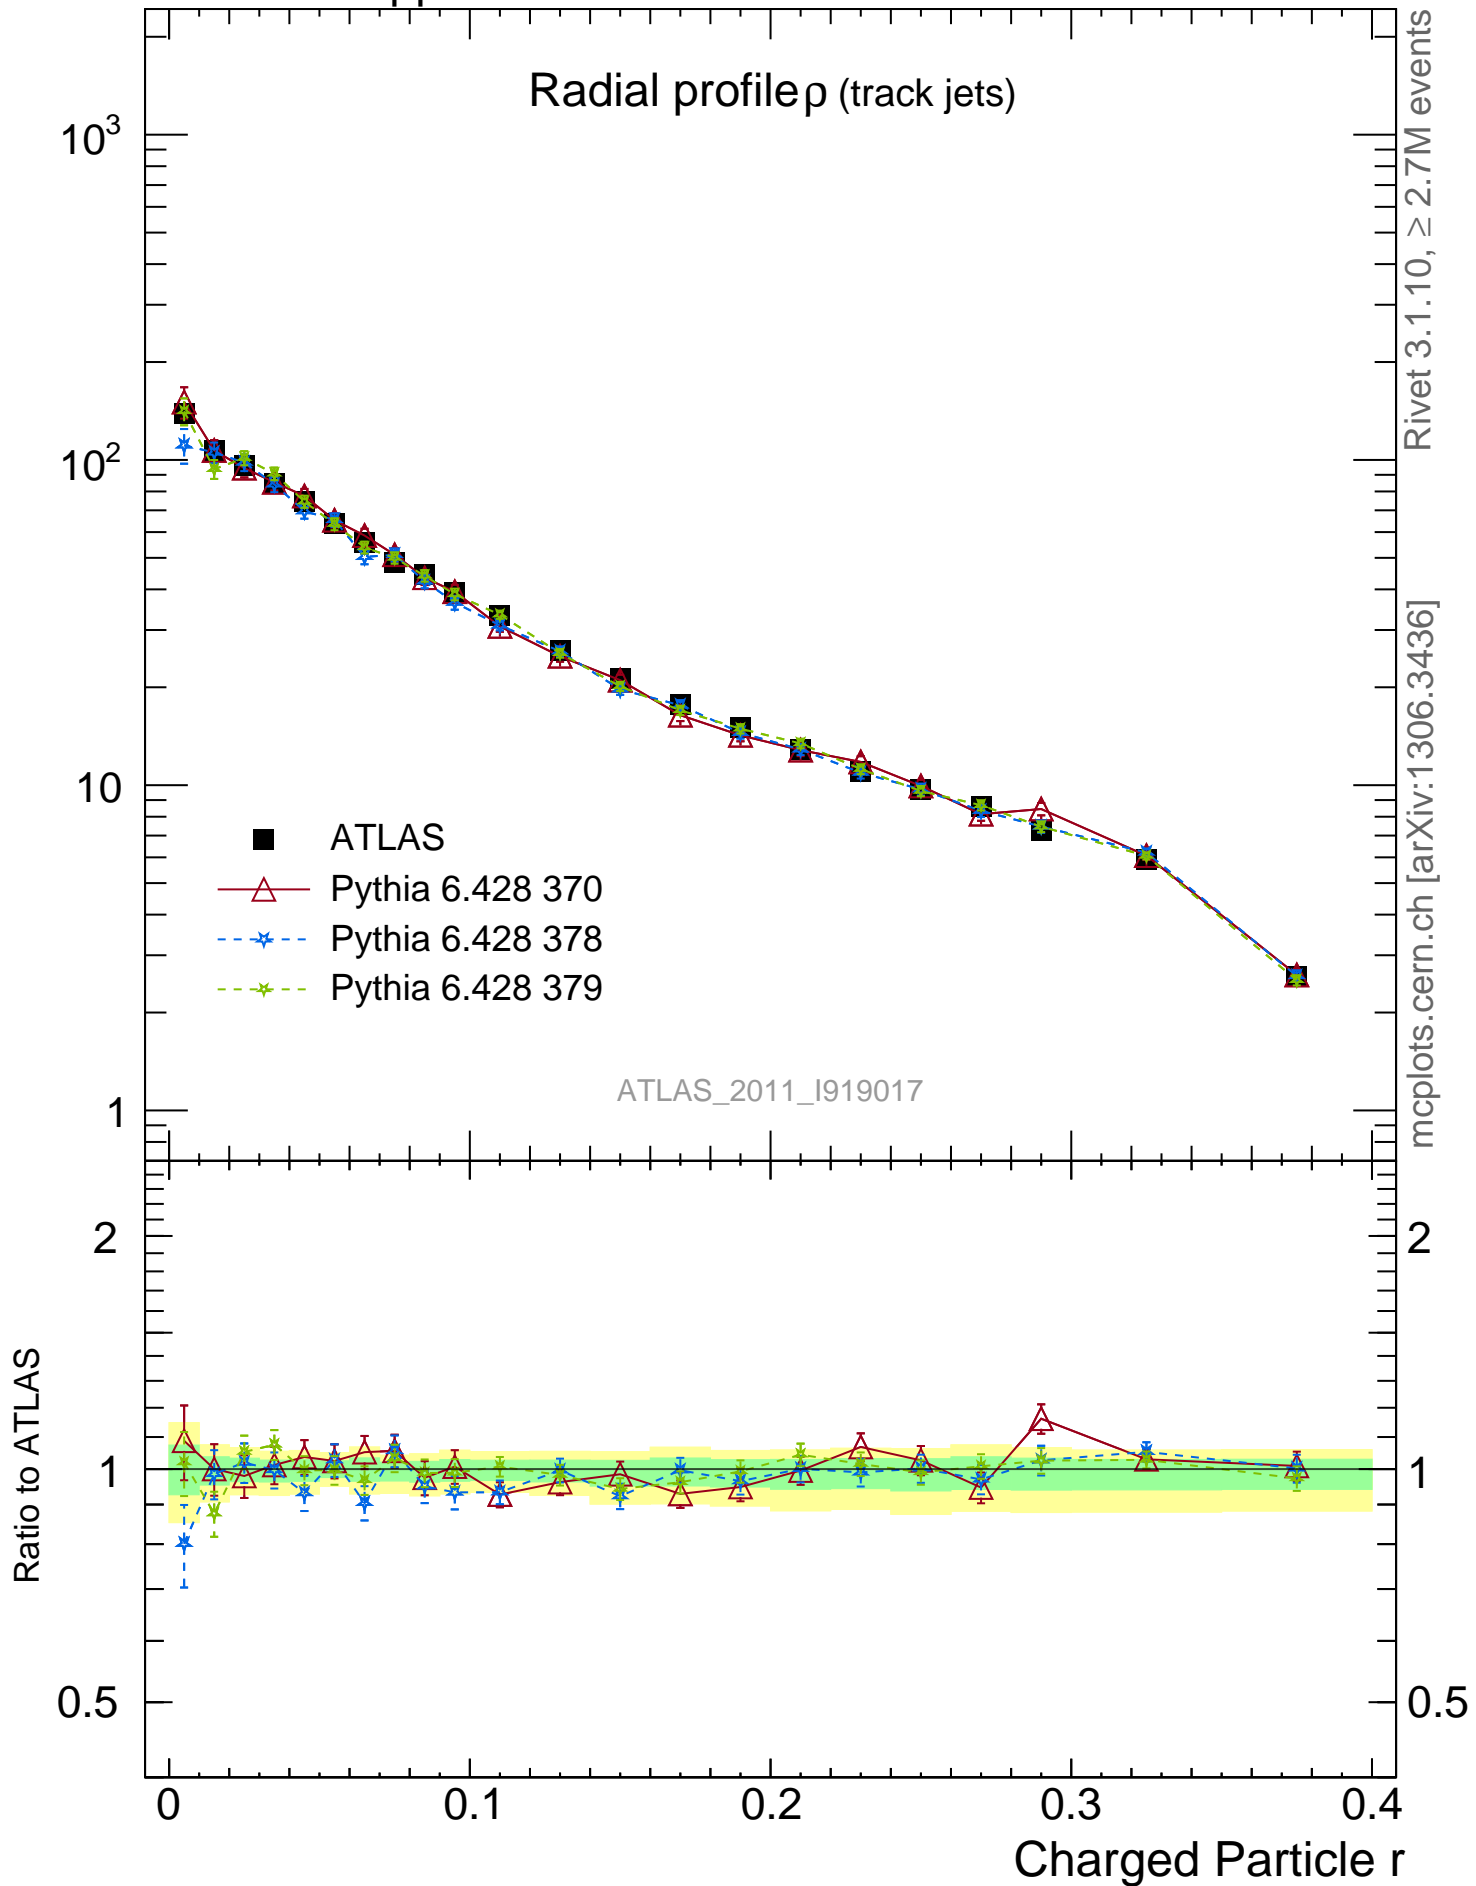 pp
Radial profile ρ (track jets)
10³
10²
10
1
ATLAS
Pythia 6.428 370
Pythia 6.428 378
Pythia 6.428 379
ATLAS_2011_I919017
Rivet 3.1.10, ≥ 2.7M events
mcplots.cern.ch [arXiv:1306.3436]
Ratio to ATLAS
2
1
0.5
2
1
0.5
0 0.1 0.2 0.3 0.4
Charged Particle r